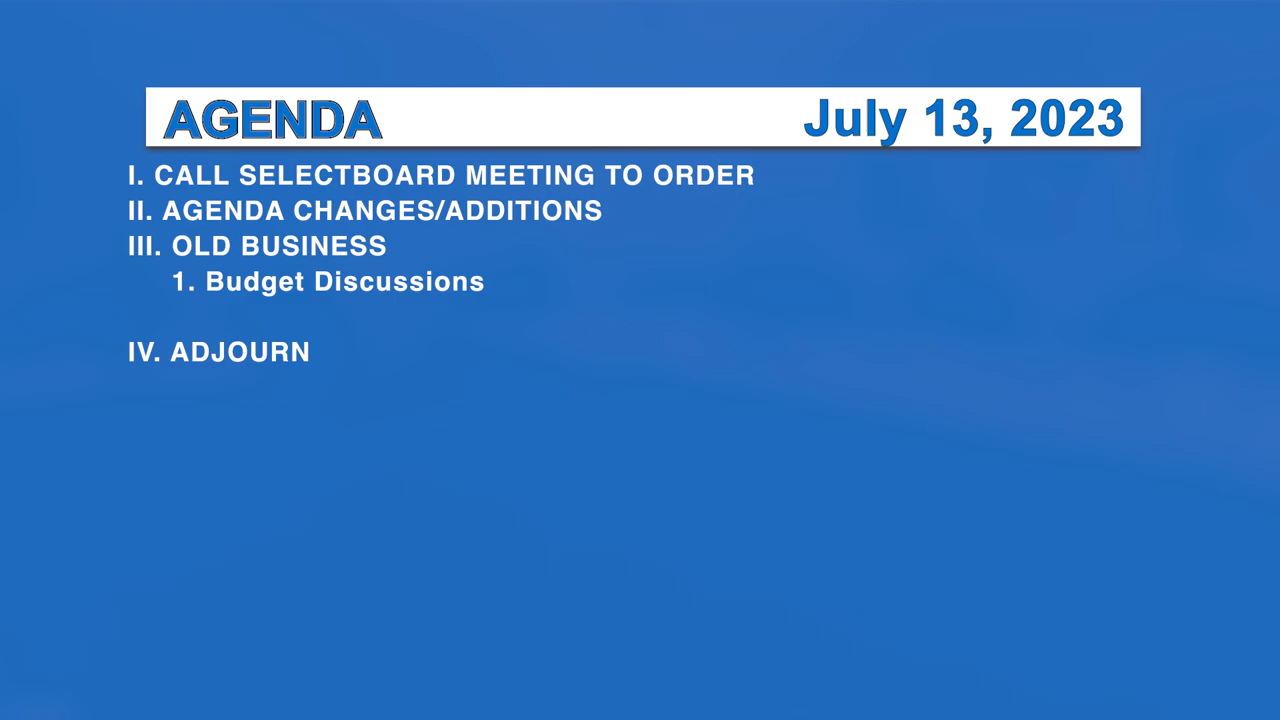 AGENDA July 13, 2023
I. CALL SELECTBOARD MEETING TO ORDER
II. AGENDA CHANGES/ADDITIONS
III. OLD BUSINESS
1. Budget Discussions
IV. ADJOURN